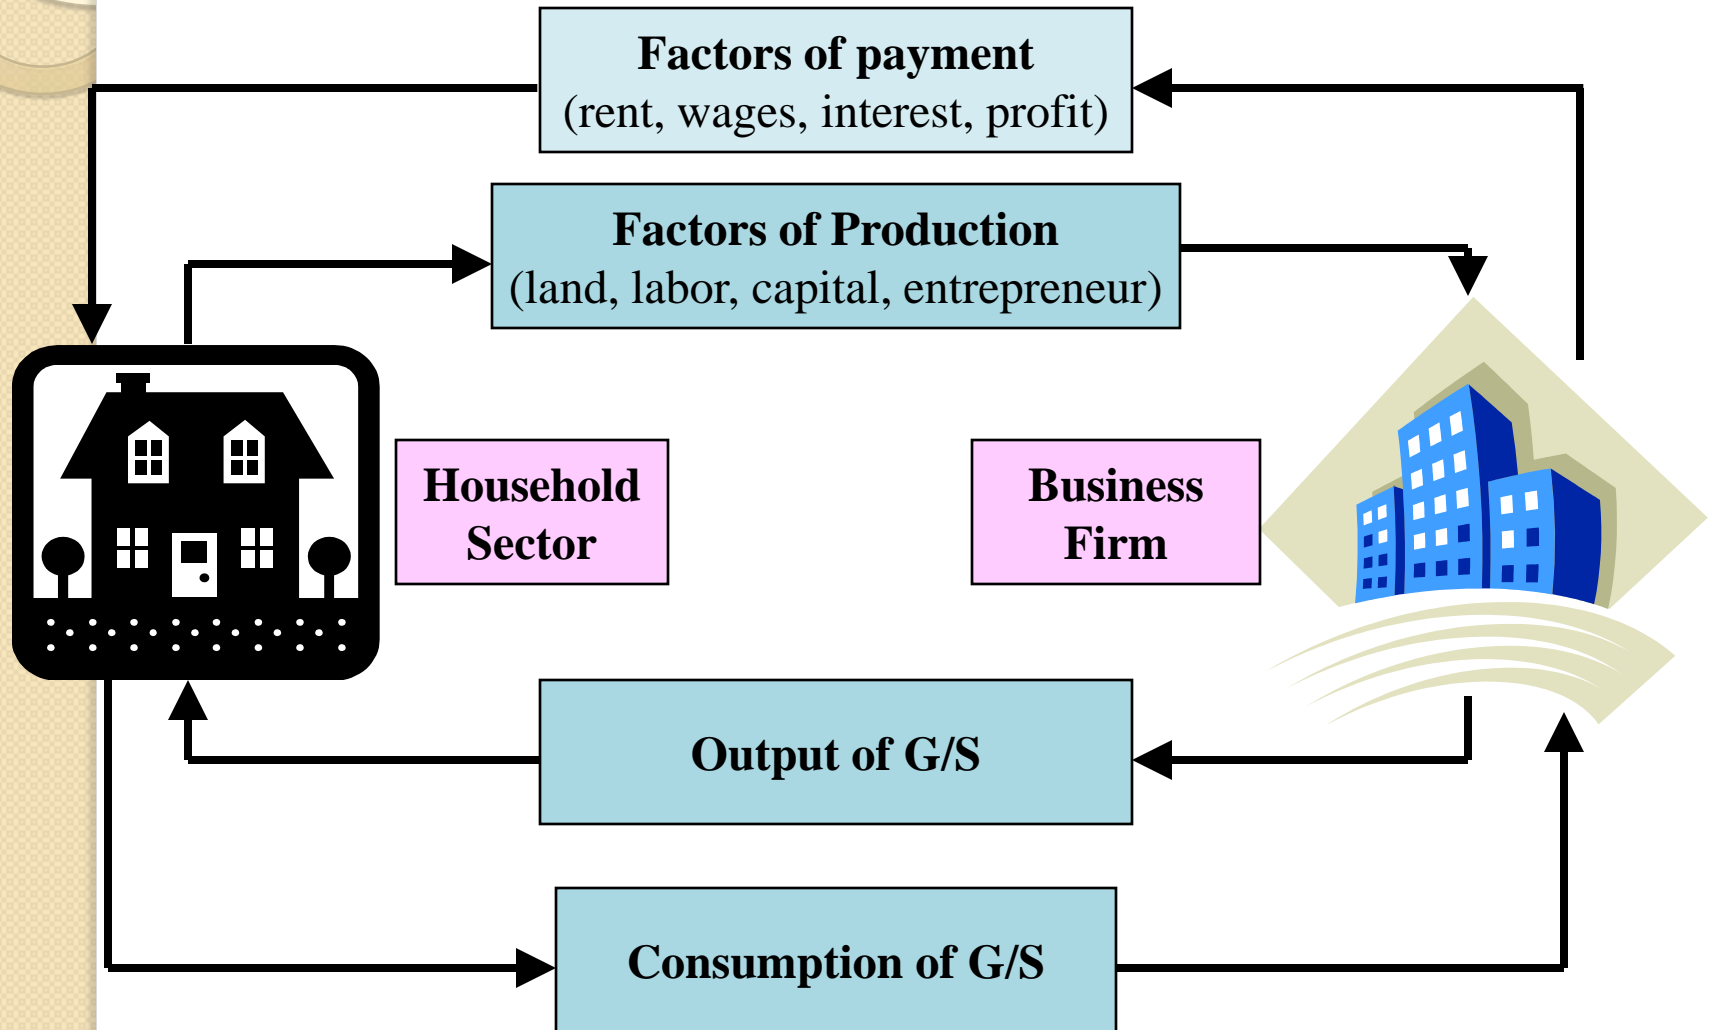 Factors of payment
(rent, wages, interest, profit)
Factors of Production
(land, labor, capital, entrepreneur)
Household
Sector
Business
Firm
Output of G/S
Consumption of G/S